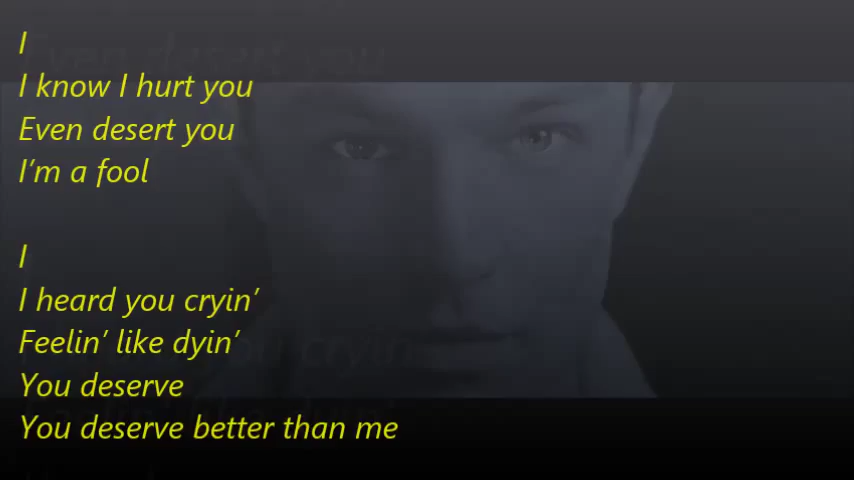 I
I know I hurt you
Even desert you
I'm a fool
I
I heard you cryin'
Feelin' like dyin'
You deserve
You deserve better than me